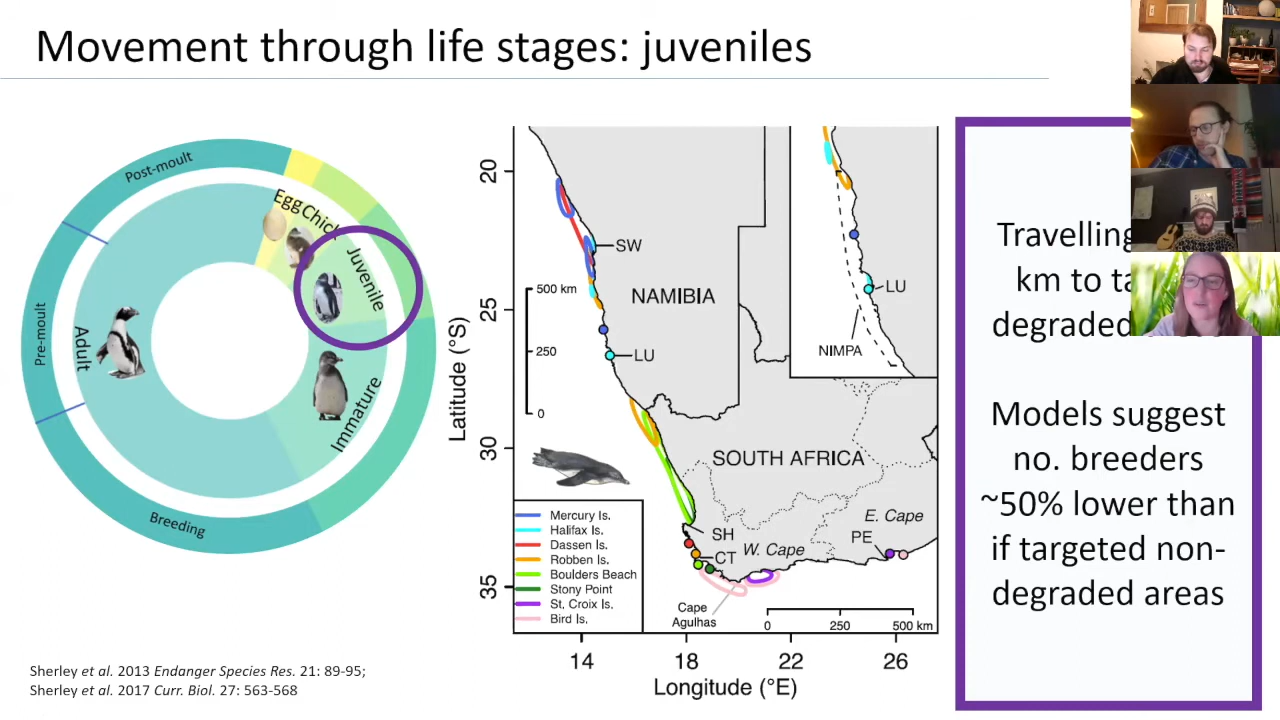 Movement through life stages: juveniles
Post-moult
Pre-moult
Breeding
Egg
Chick
Juvenile
Immature
Adult
Latitude (°S)
20
25
30
35
SW
NAMIBIA
500 km
250
0
LU
LU
NIMPA
SOUTH AFRICA
Mercury Is.
Halifax Is.
Dassen Is.
Robben Is.
Boulders Beach
Stony Point
St. Croix Is.
Bird Is.
SH
CT
W. Cape
E. Cape
PE
Cape
Agulhas
0 250 500 km
14 18 22 26
Longitude (°E)
Travelling
km to
degraded
Models suggest
no. breeders
~50% lower than
if targeted non-
degraded areas
Sherley et al. 2013 Endanger Species Res. 21: 89-95;
Sherley et al. 2017 Curr. Biol. 27: 563-568